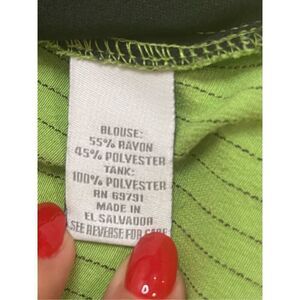 BLOUSE:
55% RAYON
45% POLYESTER
TANK:
100% POLYESTER
RN 69791
MADE IN
EL SALVADOR
SEE REVERSE FOR CARE